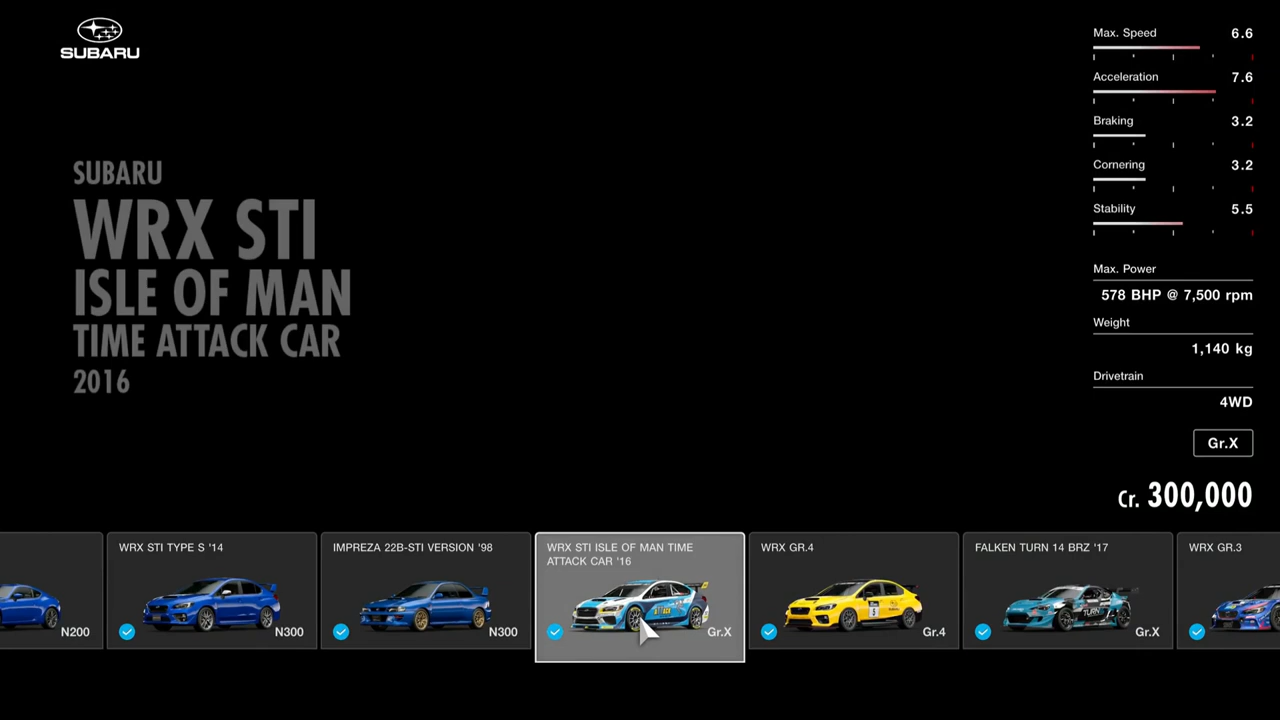 SUBARU
SUBARU
WRX STI
ISLE OF MAN
TIME ATTACK CAR
2016
Max. Speed 6.6
Acceleration 7.6
Braking 3.2
Cornering 3.2
Stability 5.5
Max. Power
578 BHP @ 7,500 rpm
Weight
1,140 kg
Drivetrain
4WD
Gr.X
Cr. 300,000
N200
WRX STI TYPE S '14
N300
IMPREZA 22B-STI VERSION '98
N300
WRX STI ISLE OF MAN TIME
ATTACK CAR '16
ATTACK
Gr.X
WRX GR.4
5
Gr.4
FALKEN TURN 14 BRZ '17
TURN
Gr.X
WRX GR.3